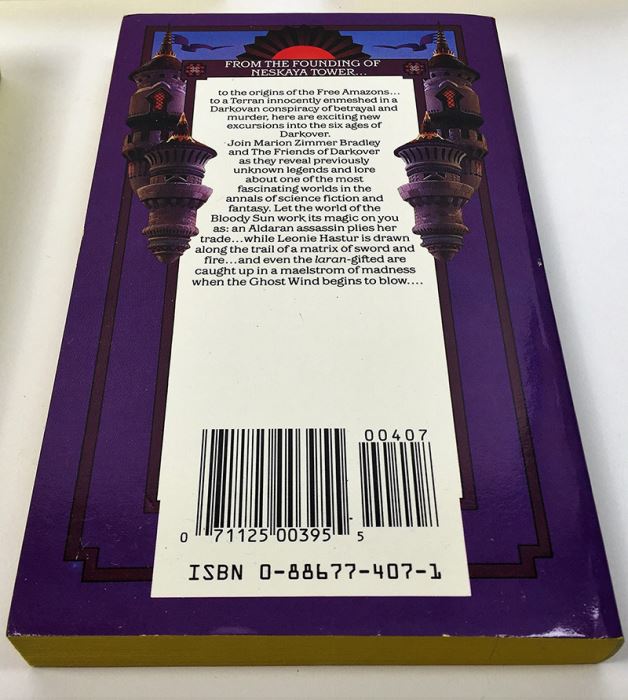 FROM THE FOUNDING OF
NESKAYA TOWER...
to the origins of the Free Amazons...
to a Terran innocently enmeshed in a
Darkovan conspiracy of betrayal and
murder, here are exciting new
excursions into the six ages of
Darkover.
Join Marion Zimmer Bradley
and The Friends of Darkover
as they reveal previously
unknown legends and lore
about one of the most
fascinating worlds in the
annals of science fiction and
fantasy. Let the world of the
Bloody Sun work its magic on you
as: an Aldaran assassin plies her
trade...while Leonie Hastur is drawn
along the trail of a matrix of sword and
fire...and even the laran-gifted are
caught up in a maelstrom of madness
when the Ghost Wind begins to blow....
00407
0 71125 00395 5
ISBN 0-88677-407-1